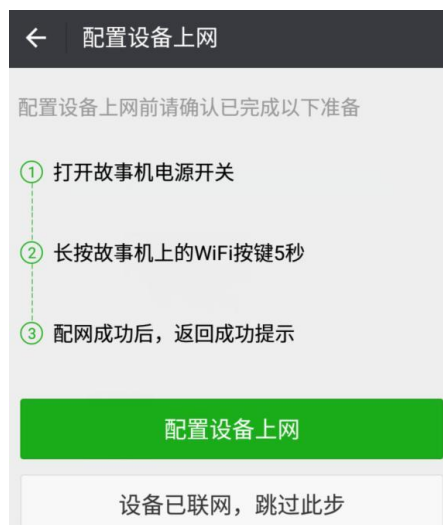 配置设备上网
配置设备上网前请确认已完成以下准备
1 打开故事机电源开关
2 长按故事机上的WiFi按键5秒
3 配网成功后，返回成功提示
配置设备上网
设备已联网，跳过此步